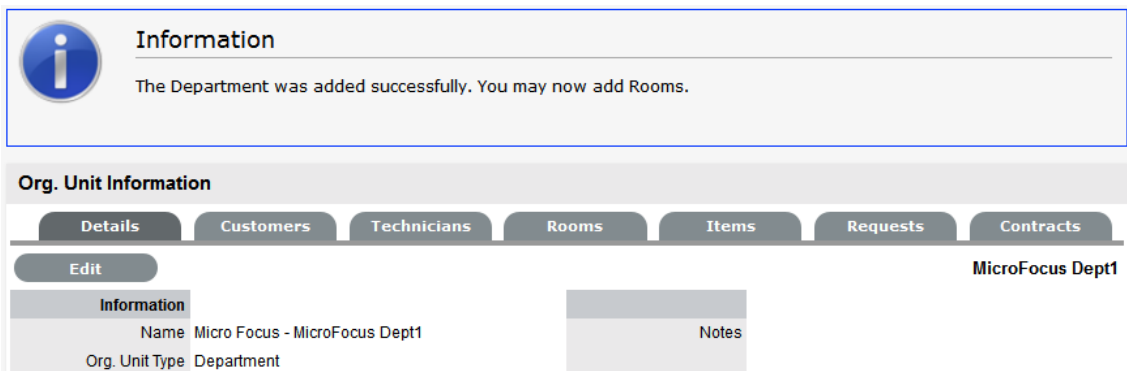 Information
The Department was added successfully. You may now add Rooms.
Org. Unit Information
Details Customers Technicians Rooms Items Requests Contracts
Edit MicroFocus Dept1
Information
Name Micro Focus - MicroFocus Dept1 Notes
Org. Unit Type Department